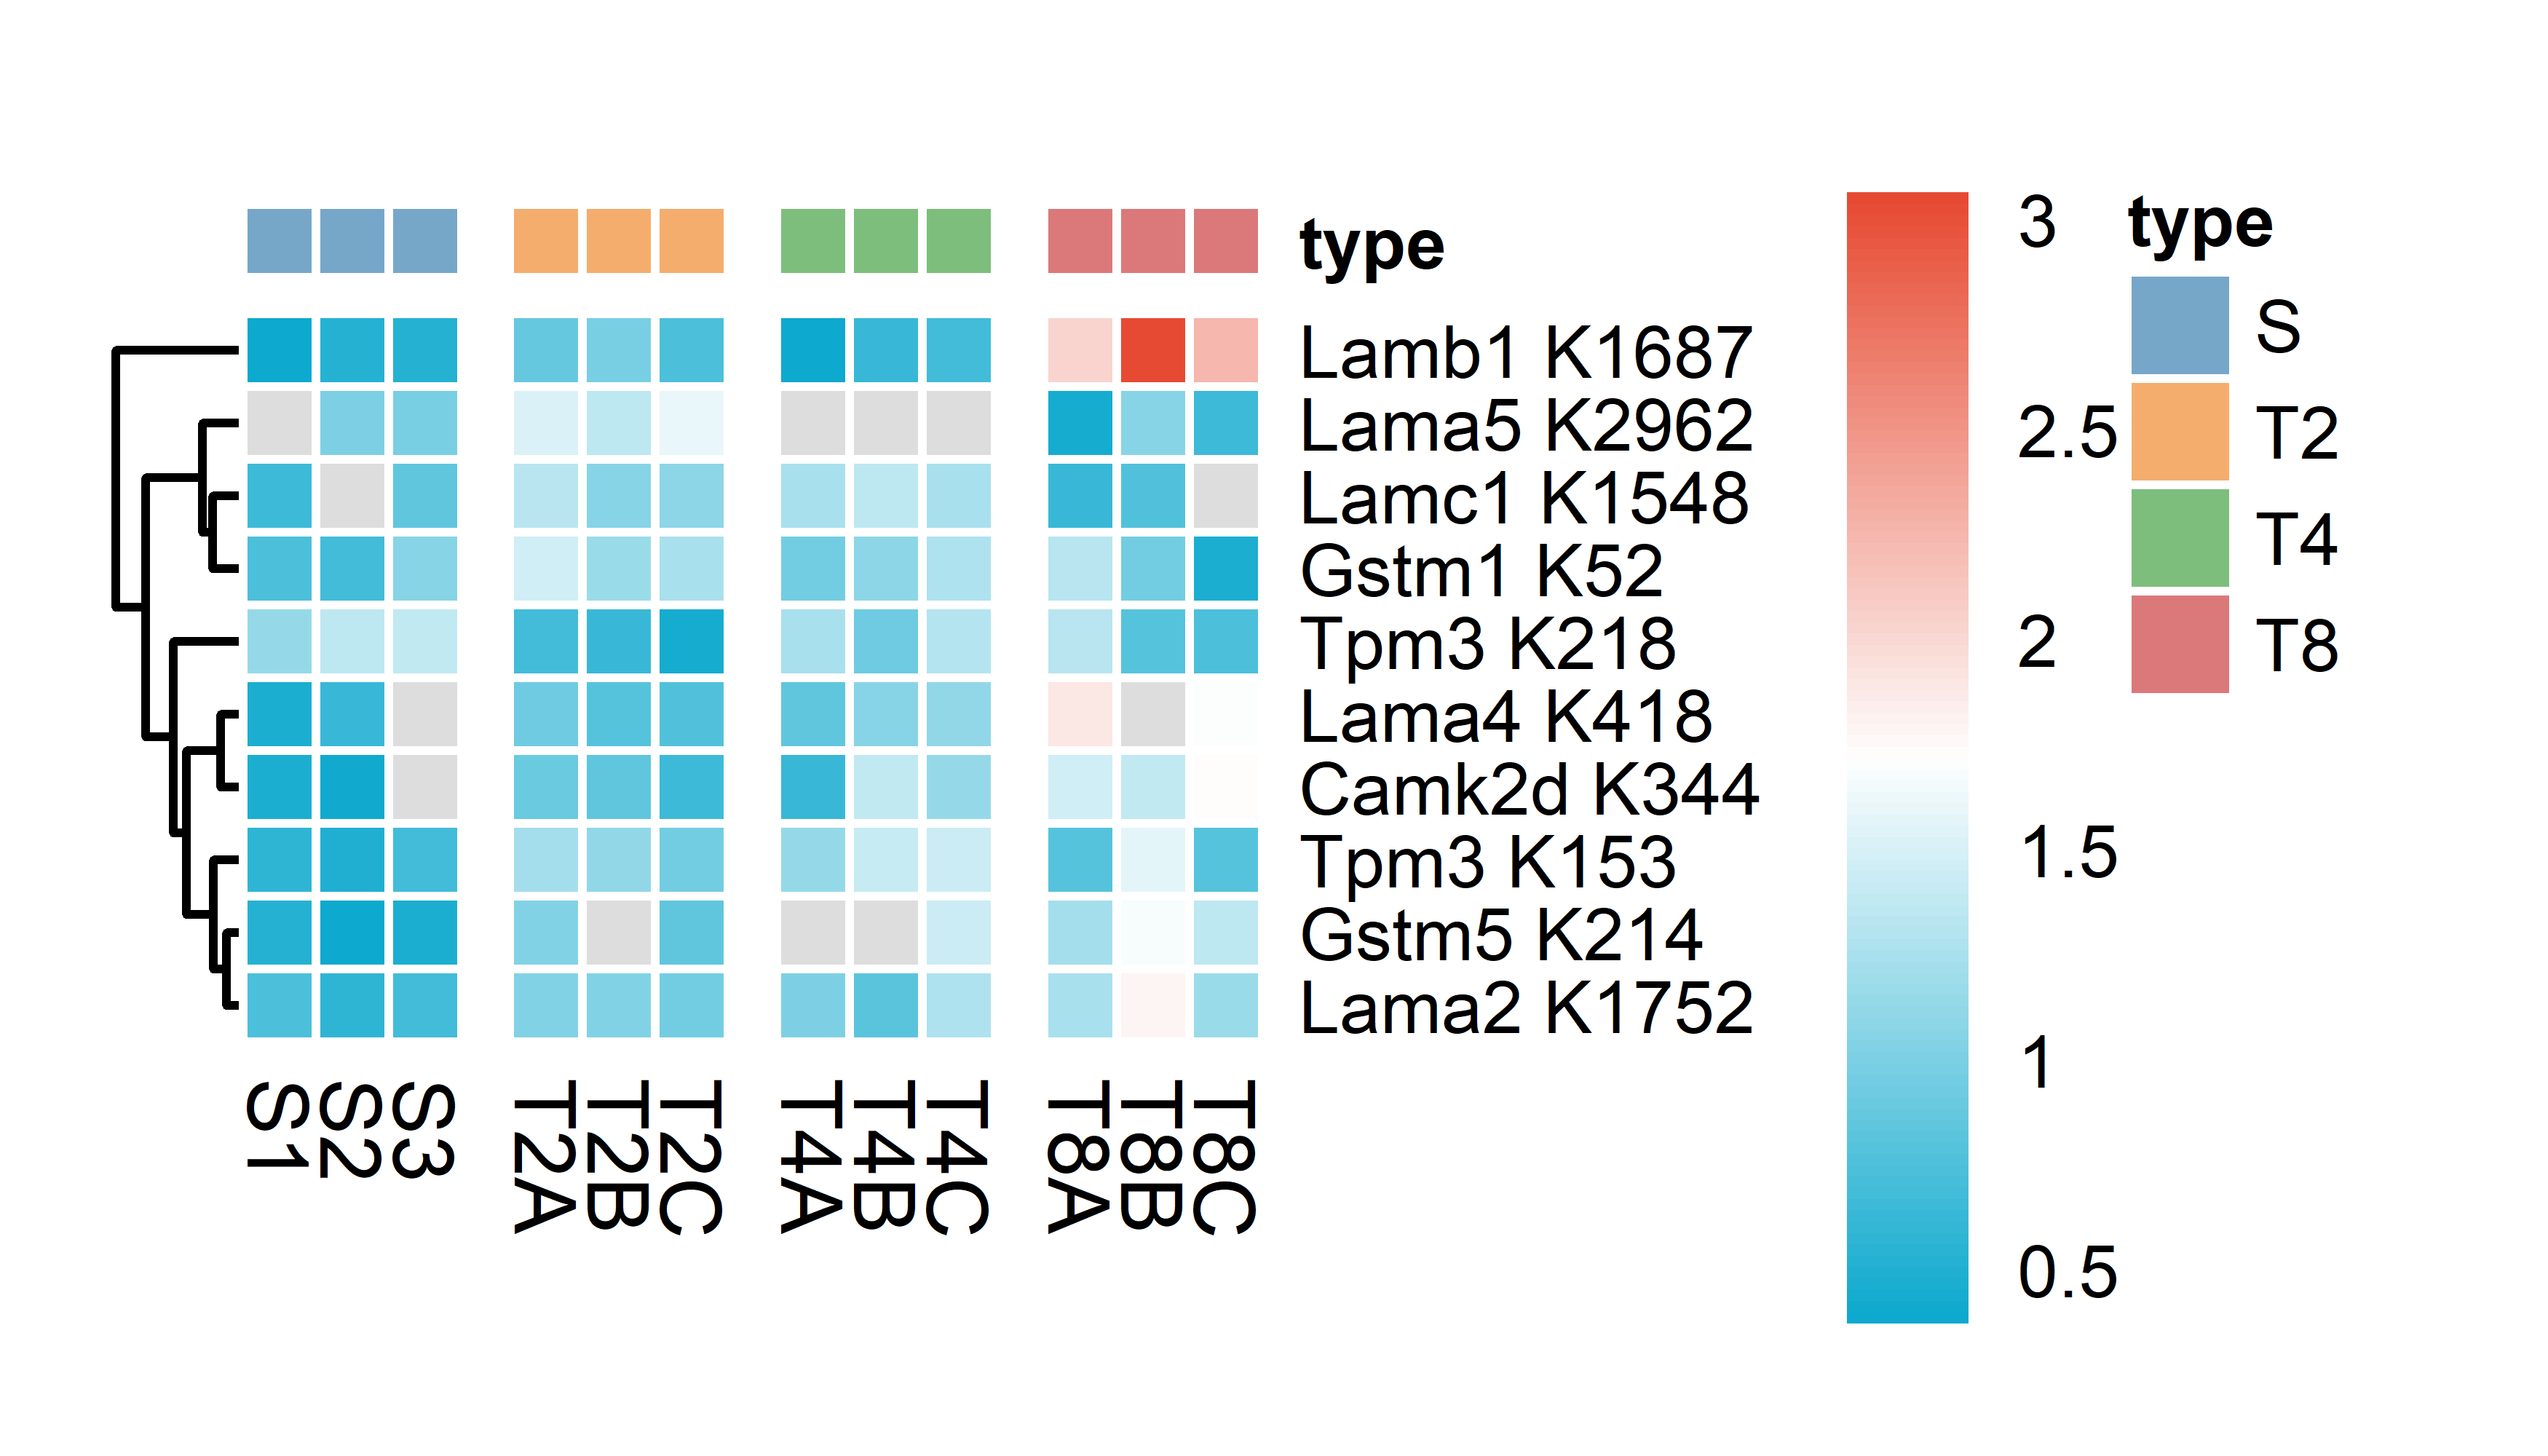 type
Lamb1 K1687
Lama5 K2962
Lamc1 K1548
Gstm1 K52
Tpm3 K218
Lama4 K418
Camk2d K344
Tpm3 K153
Gstm5 K214
Lama2 K1752
S1
S2
S3
T2A
T2B
T2C
T4A
T4B
T4C
T8A
T8B
T8C
3
2.5
2
1.5
1
0.5
type
S
T2
T4
T8